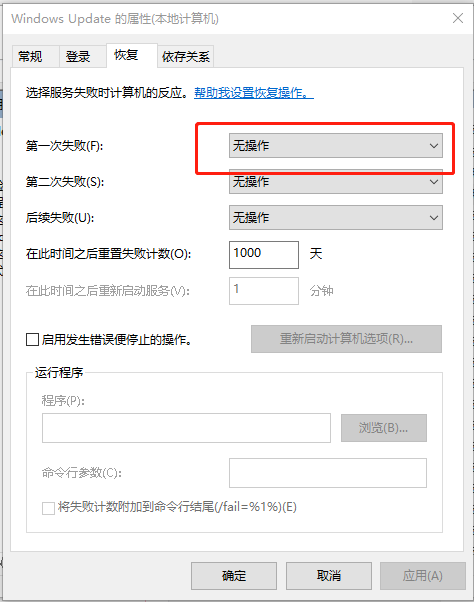 Windows Update 的属性(本地计算机)
常规 登录 恢复 依存关系
选择服务失败时计算机的反应。帮助我设置恢复操作。
第一次失败(F): 无操作
第二次失败(S): 无操作
后续失败(U): 无操作
在此时间之后重置失败计数(O): 1000 天
在此时间之后重新启动服务(V): 1 分钟
启用发生错误便停止的操作。 重新启动计算机选项(R)...
运行程序
程序(P):
浏览(B)...
命令行参数(C):
将失败计数附加到命令行结尾(/fail=%1%)(E)
确定 取消 应用(A)